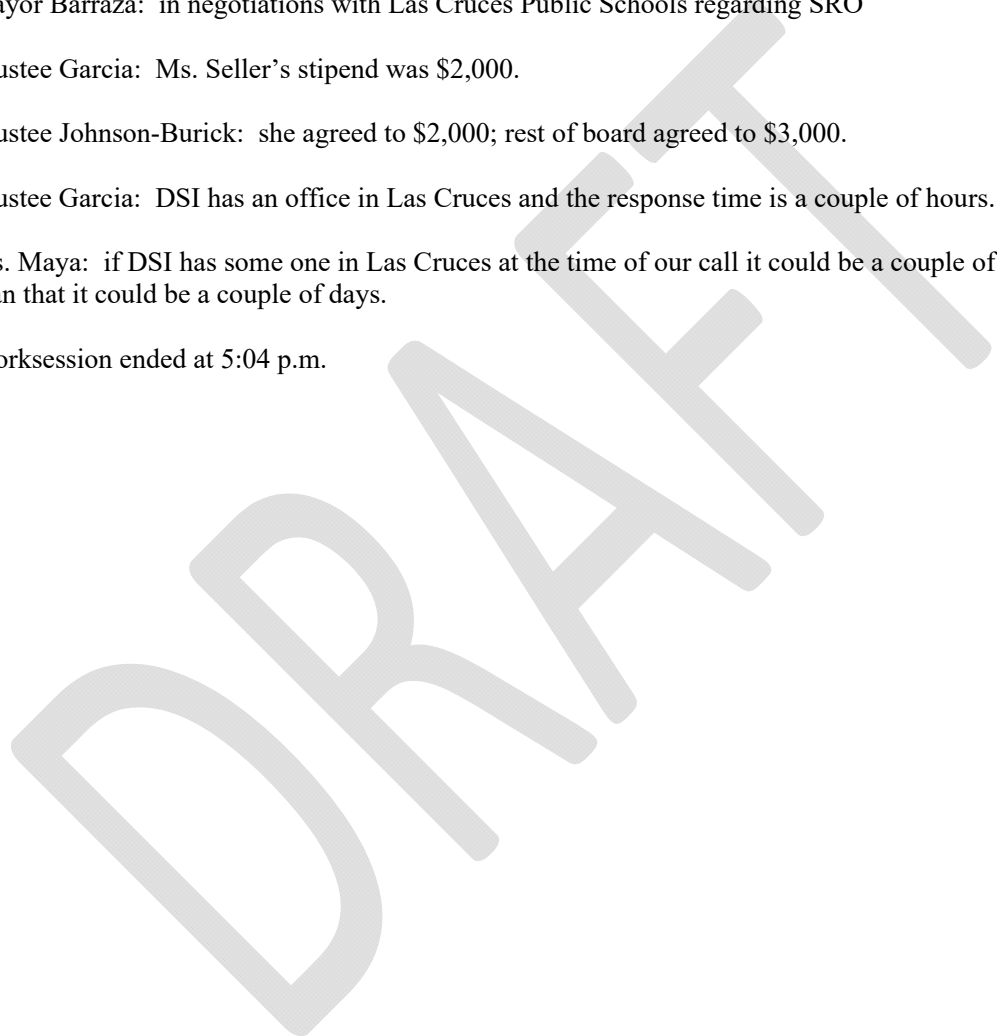 ayor Barraza: in negotiations with Las Cruces Public Schools regarding SRO
ustee Garcia: Ms. Seller’s stipend was $2,000.
ustee Johnson-Burick: she agreed to $2,000; rest of board agreed to $3,000.
ustee Garcia: DSI has an office in Las Cruces and the response time is a couple of hours.
s. Maya: if DSI has some one in Las Cruces at the time of our call it could be a couple of
an that it could be a couple of days.
orksession ended at 5:04 p.m.
DRAFT